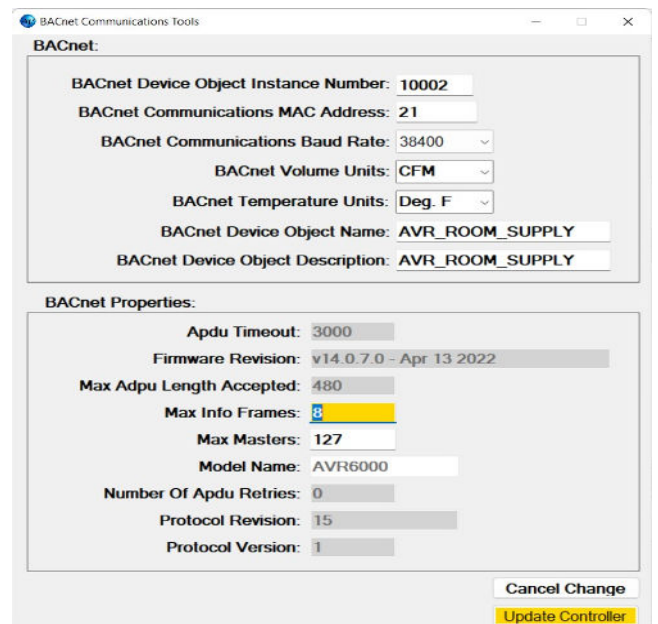 BACnet Communications Tools
BACnet:
BACnet Device Object Instance Number: 10002
BACnet Communications MAC Address: 21
BACnet Communications Baud Rate: 38400
BACnet Volume Units: CFM
BACnet Temperature Units: Deg. F
BACnet Device Object Name: AVR_ROOM_SUPPLY
BACnet Device Object Description: AVR_ROOM_SUPPLY
BACnet Properties:
Apdu Timeout: 3000
Firmware Revision: v14.0.7.0 - Apr 13 2022
Max Adpu Length Accepted: 480
Max Info Frames: 8
Max Masters: 127
Model Name: AVR6000
Number Of Apdu Retries: 0
Protocol Revision: 15
Protocol Version: 1
Cancel Change
Update Controller